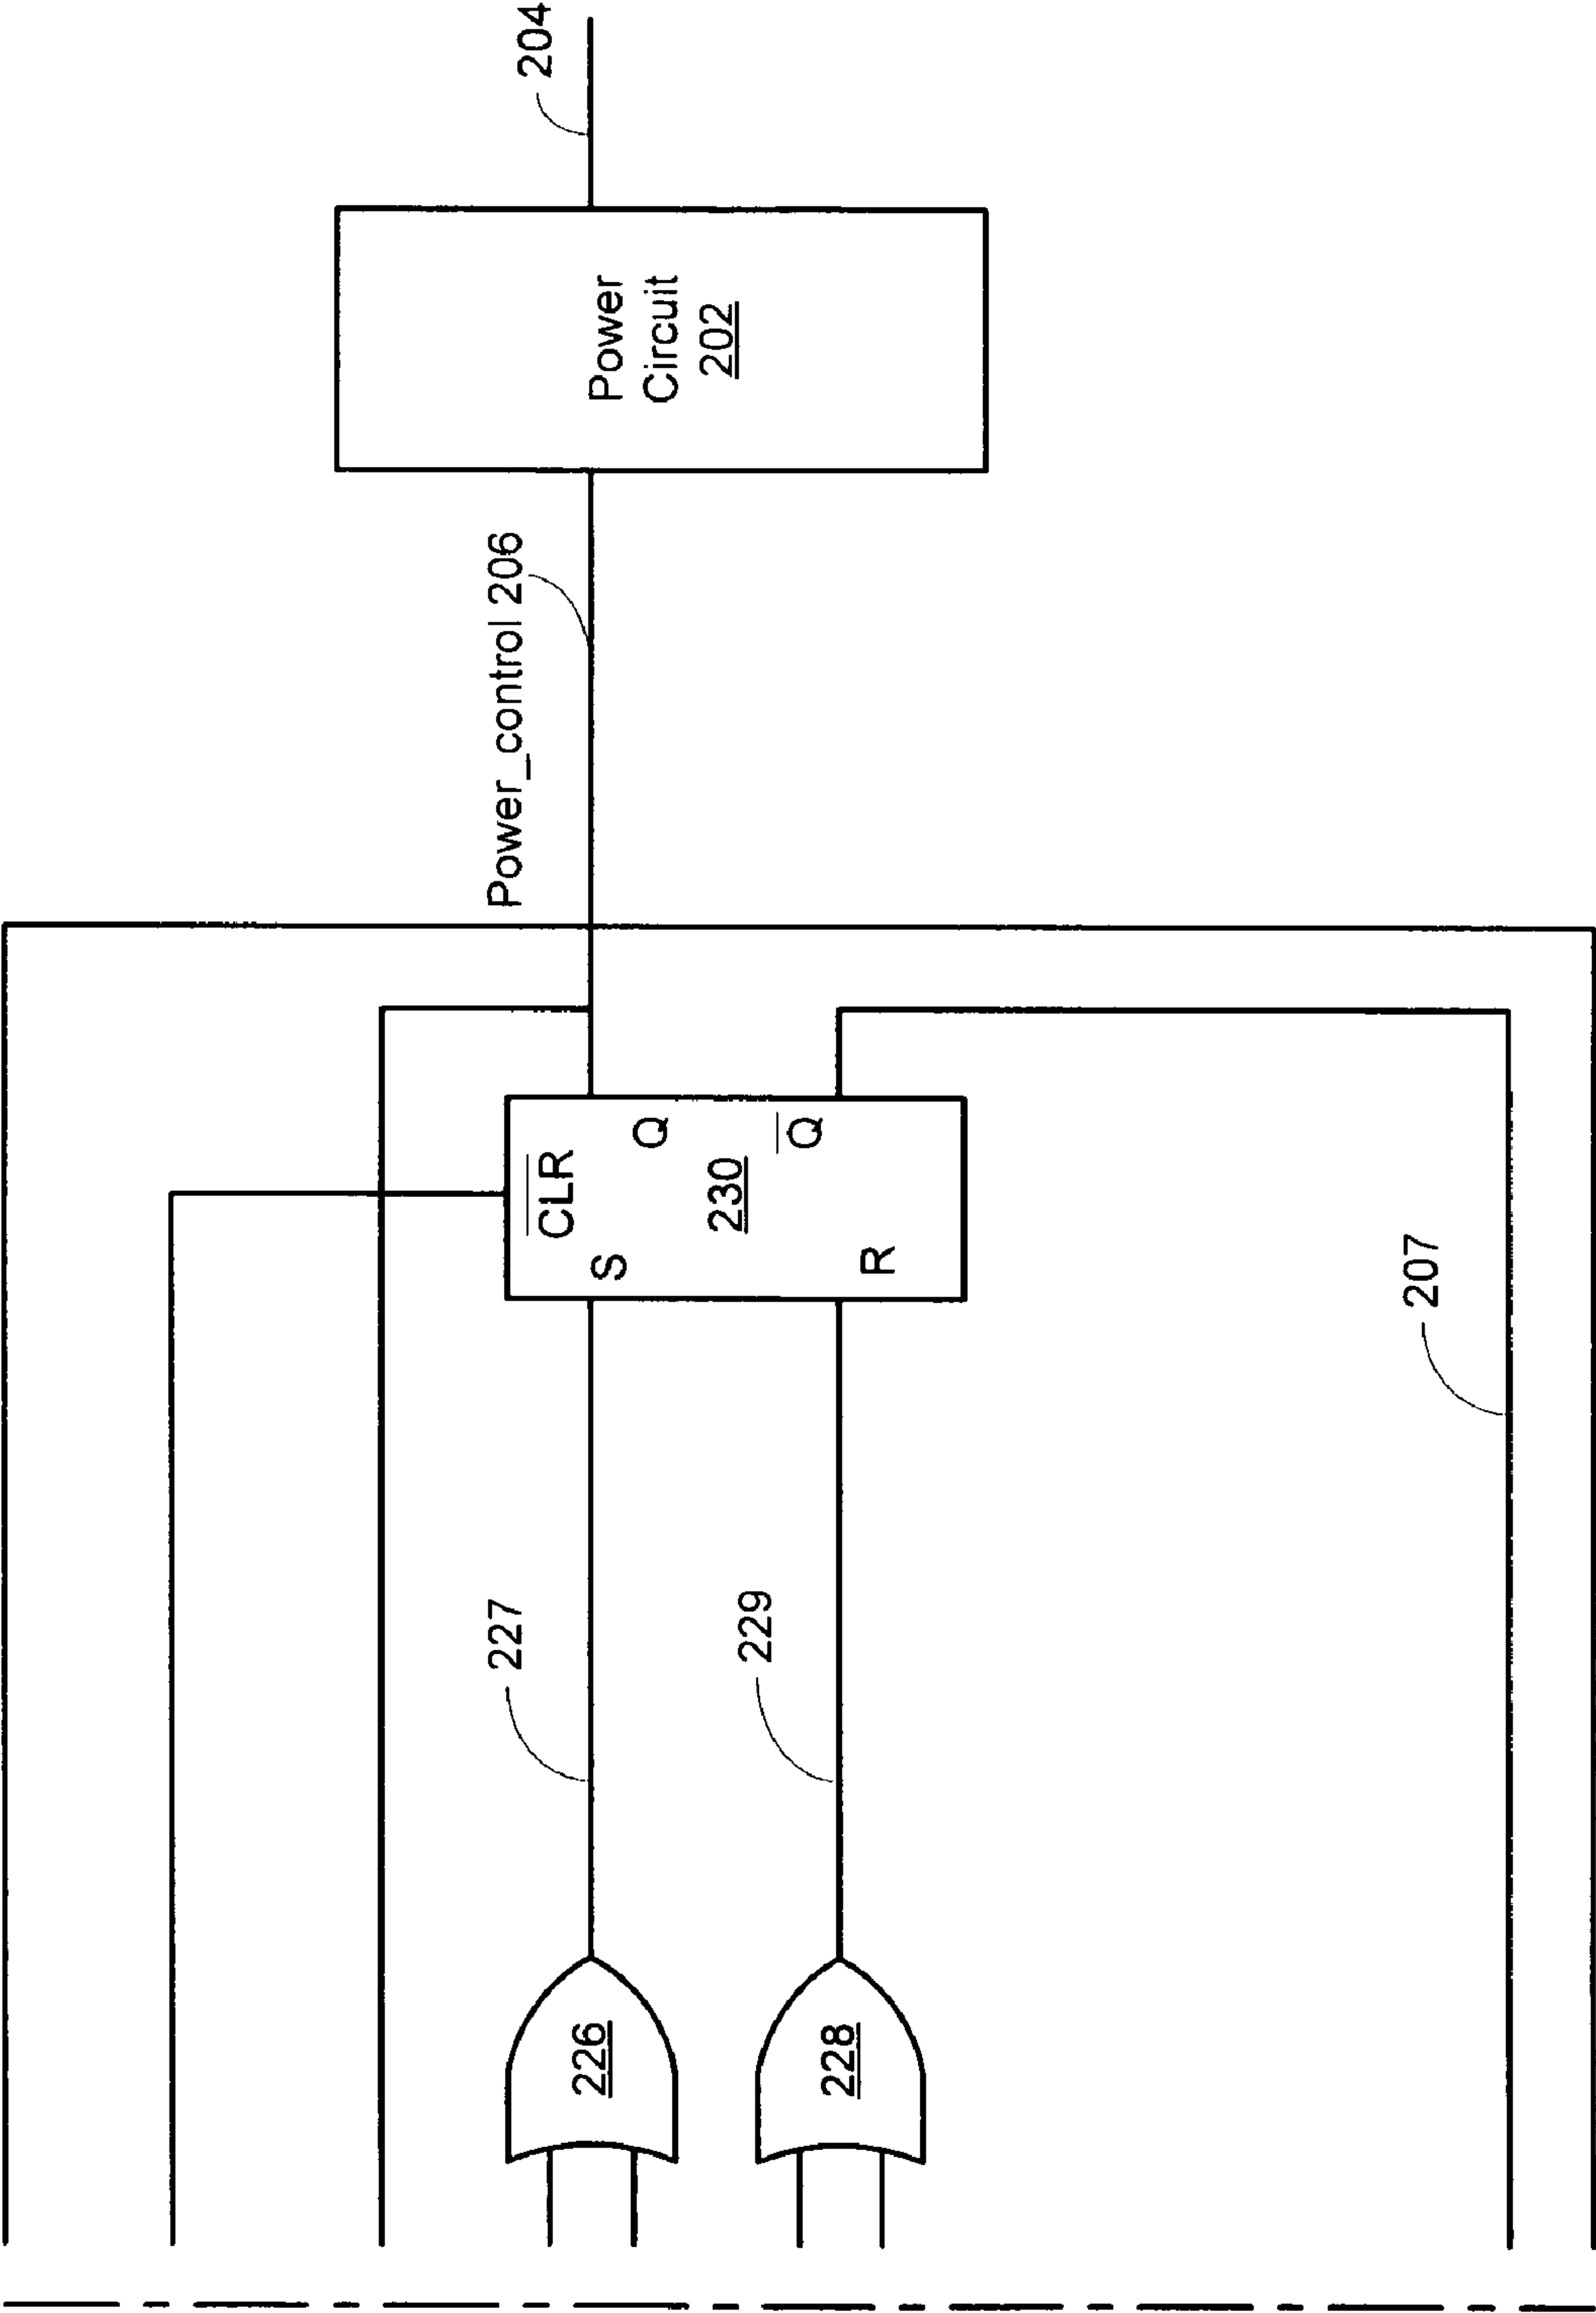 204
Power
Circuit
202
Power_control 206
CLR
Q
S
230
Q
R
207
227
229
226
228